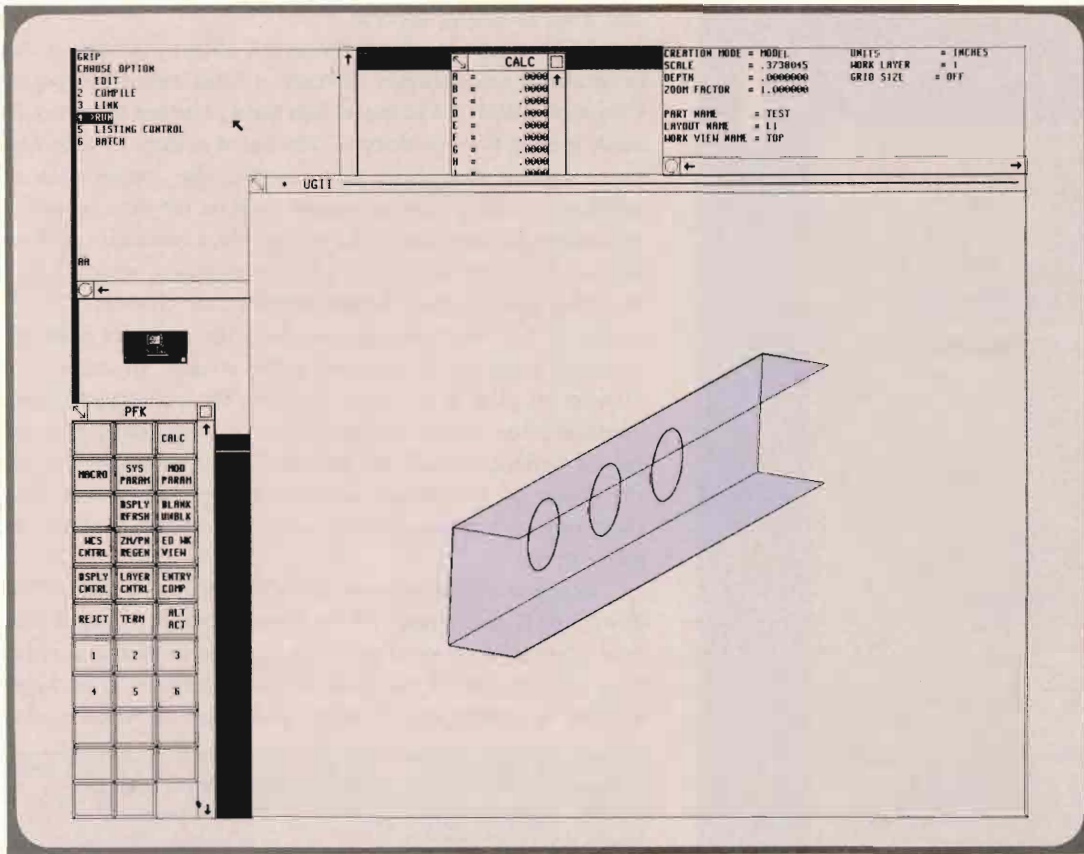 GRIP
CHOOSE OPTION
1 EDIT
2 COMPILE
3 LINK
4 >RUN
5 LISTING CONTROL
6 BATCH
AA
CALC
A = .0000
B = .0000
C = .0000
D = .0000
E = .0000
F = .0000
G = .0000
H = .0000
I = .0000
CREATION MODE = MODEL
SCALE = .3738045
DEPTH = .0000000
ZOOM FACTOR = 1.000000
PART NAME = TEST
LAYOUT NAME = L1
WORK VIEW NAME = TOP
UNITS = INCHES
WORK LAYER = 1
GRID SIZE = OFF
* UGII
PFK
CALC
MACRO
SYS PARAM
MOD PARAM
DSPLY RFRSH
BLANK UNBLK
WCS CNTRL
ZM/PN REGEN
ED WK VIEW
DSPLY CNTRL
LAYER CNTRL
ENTRY COMP
REJCT
TERM
ALT ACT
1 2 3
4 5 6